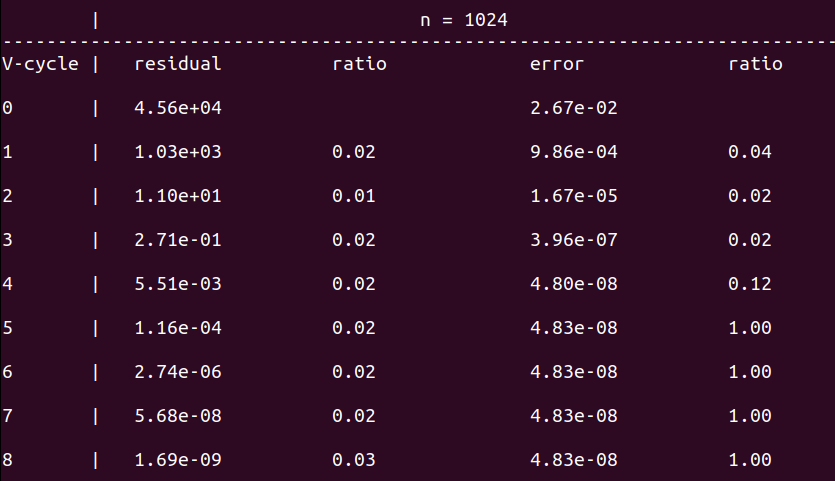 | n = 1024
--------------------------------------------------------------------------------
V-cycle | residual ratio error ratio
0 | 4.56e+04 2.67e-02
1 | 1.03e+03 0.02 9.86e-04 0.04
2 | 1.10e+01 0.01 1.67e-05 0.02
3 | 2.71e-01 0.02 3.96e-07 0.02
4 | 5.51e-03 0.02 4.80e-08 0.12
5 | 1.16e-04 0.02 4.83e-08 1.00
6 | 2.74e-06 0.02 4.83e-08 1.00
7 | 5.68e-08 0.02 4.83e-08 1.00
8 | 1.69e-09 0.03 4.83e-08 1.00